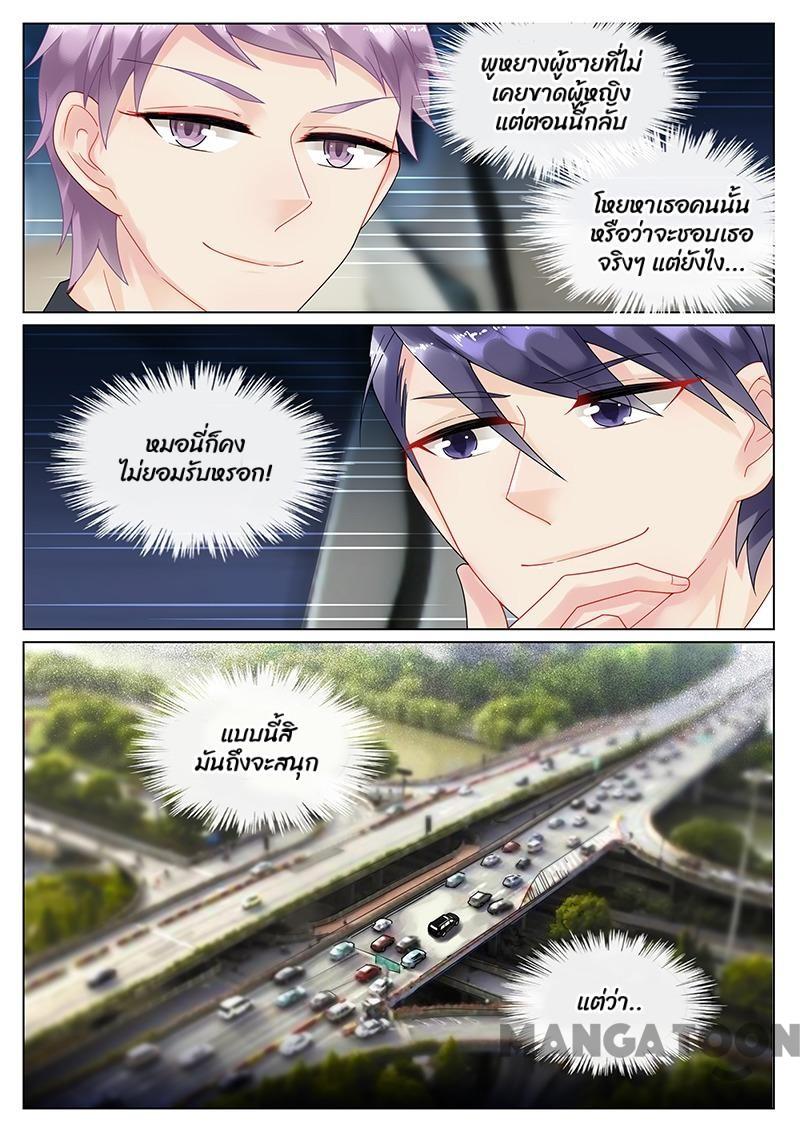 พูหยางผู้ชายที่ไม่
เคยขาดผู้หญิง
แต่ตอนนี้กลับ
โหยหาเธอคนนั้น
หรือว่าจะชอบเธอ
จริงๆ แต่ยังไง...
หมอนี่ก็คง
ไม่ยอมรับหรอก!
แบบนี้สิ
มันถึงจะสนุก
แต่ว่า..
MANGATOON